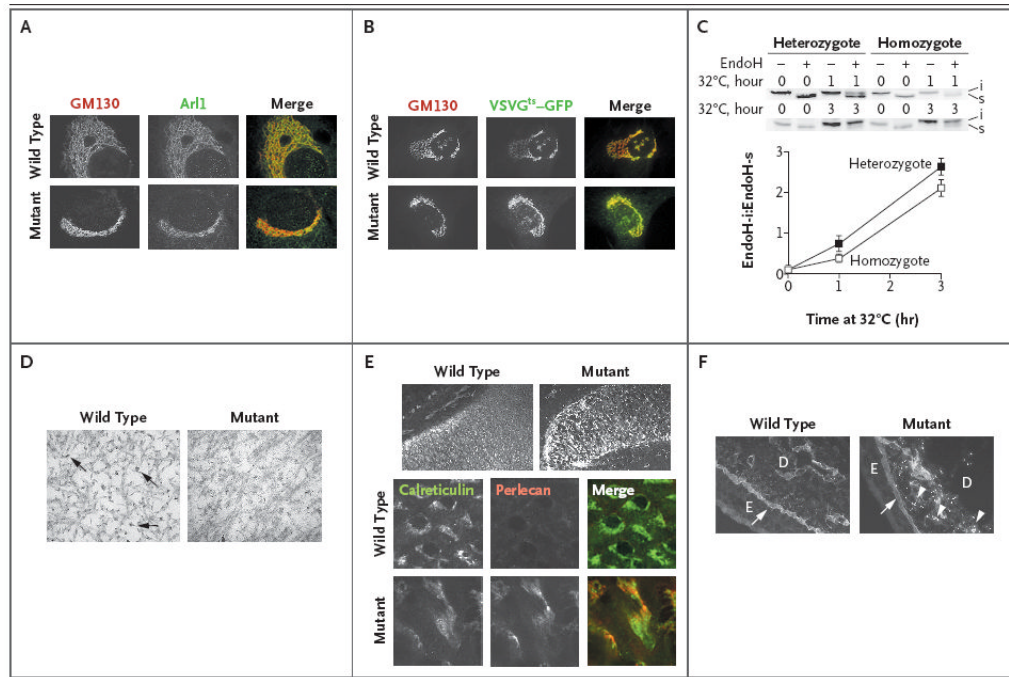 A
GM130 Arl1 Merge
Wild Type
Mutant
B
GM130 VSVGts–GFP Merge
Wild Type
Mutant
C
Heterozygote Homozygote
EndoH – + – + – + – +
32°C, hour 0 0 1 1 0 0 1 1
i
s
32°C, hour 0 0 3 3 0 0 3 3
i
s
EndoH-i:EndoH-s
3
2
1
0
Heterozygote
Homozygote
0 1 2 3
Time at 32°C (hr)
D
Wild Type Mutant
E
Wild Type Mutant
Calreticulin Perlecan Merge
Wild Type
Mutant
F
Wild Type Mutant
D
E
E
D